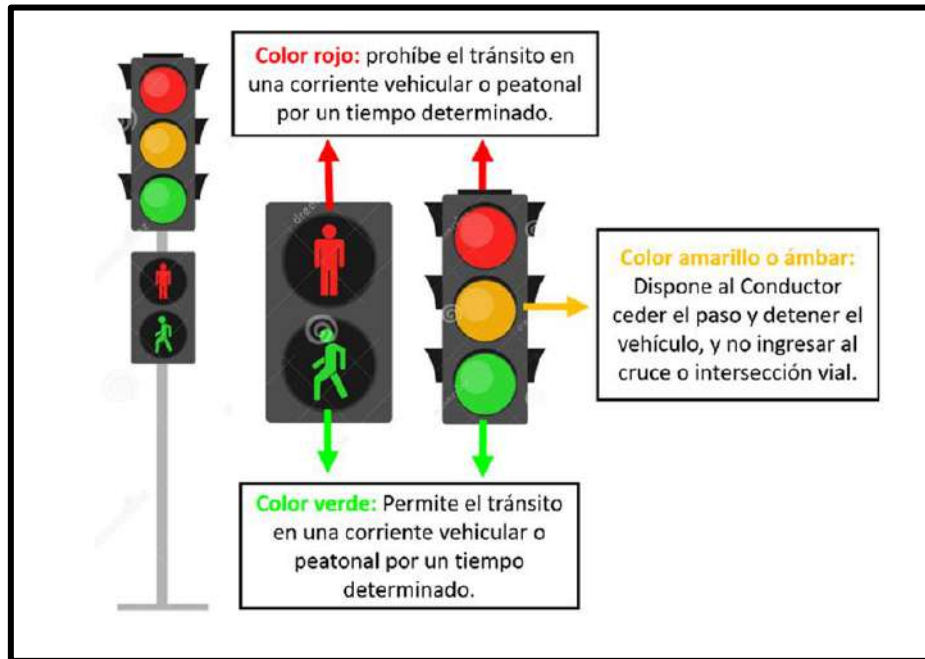 Color rojo: prohíbe el tránsito en
una corriente vehicular o peatonal
por un tiempo determinado.
Color amarillo o ámbar:
Dispone al Conductor
ceder el paso y detener el
vehículo, y no ingresar al
cruce o intersección vial.
Color verde: Permite el tránsito
en una corriente vehicular o
peatonal por un tiempo
determinado.